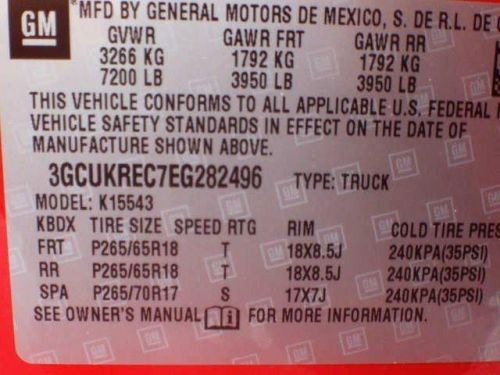 GM
*MFD BY GENERAL MOTORS DE MEXICO, S. DE R.L. DE
GVWR GAWR FRT GAWR RR
3266 KG 1792 KG 1792 KG
7200 LB 3950 LB 3950 LB
THIS VEHICLE CONFORMS TO ALL APPLICABLE U.S. FEDERAL
VEHICLE SAFETY STANDARDS IN EFFECT ON THE DATE OF
MANUFACTURE SHOWN ABOVE.
3GCUKREC7EG282496 TYPE: TRUCK
MODEL: K15543
KBDX TIRE SIZE SPEED RTG RIM COLD TIRE PRES
FRT P265/65R18 T 18X8.5J 240KPA(35PSI)
RR P265/65R18 T 18X8.5J 240KPA(35PSI)
SPA P265/70R17 S 17X7J 240KPA(35PSI)
SEE OWNER'S MANUAL i FOR MORE INFORMATION.